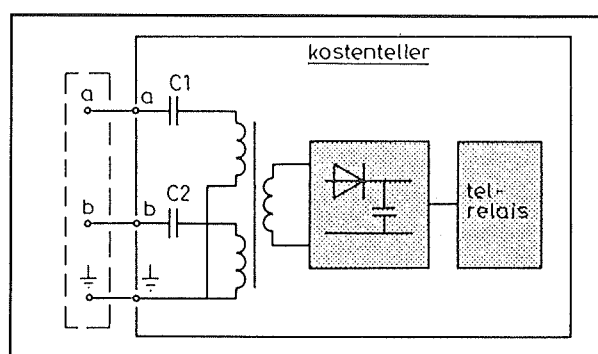 kostenteller
C1
a
a
C2
b
b
tel-
relais